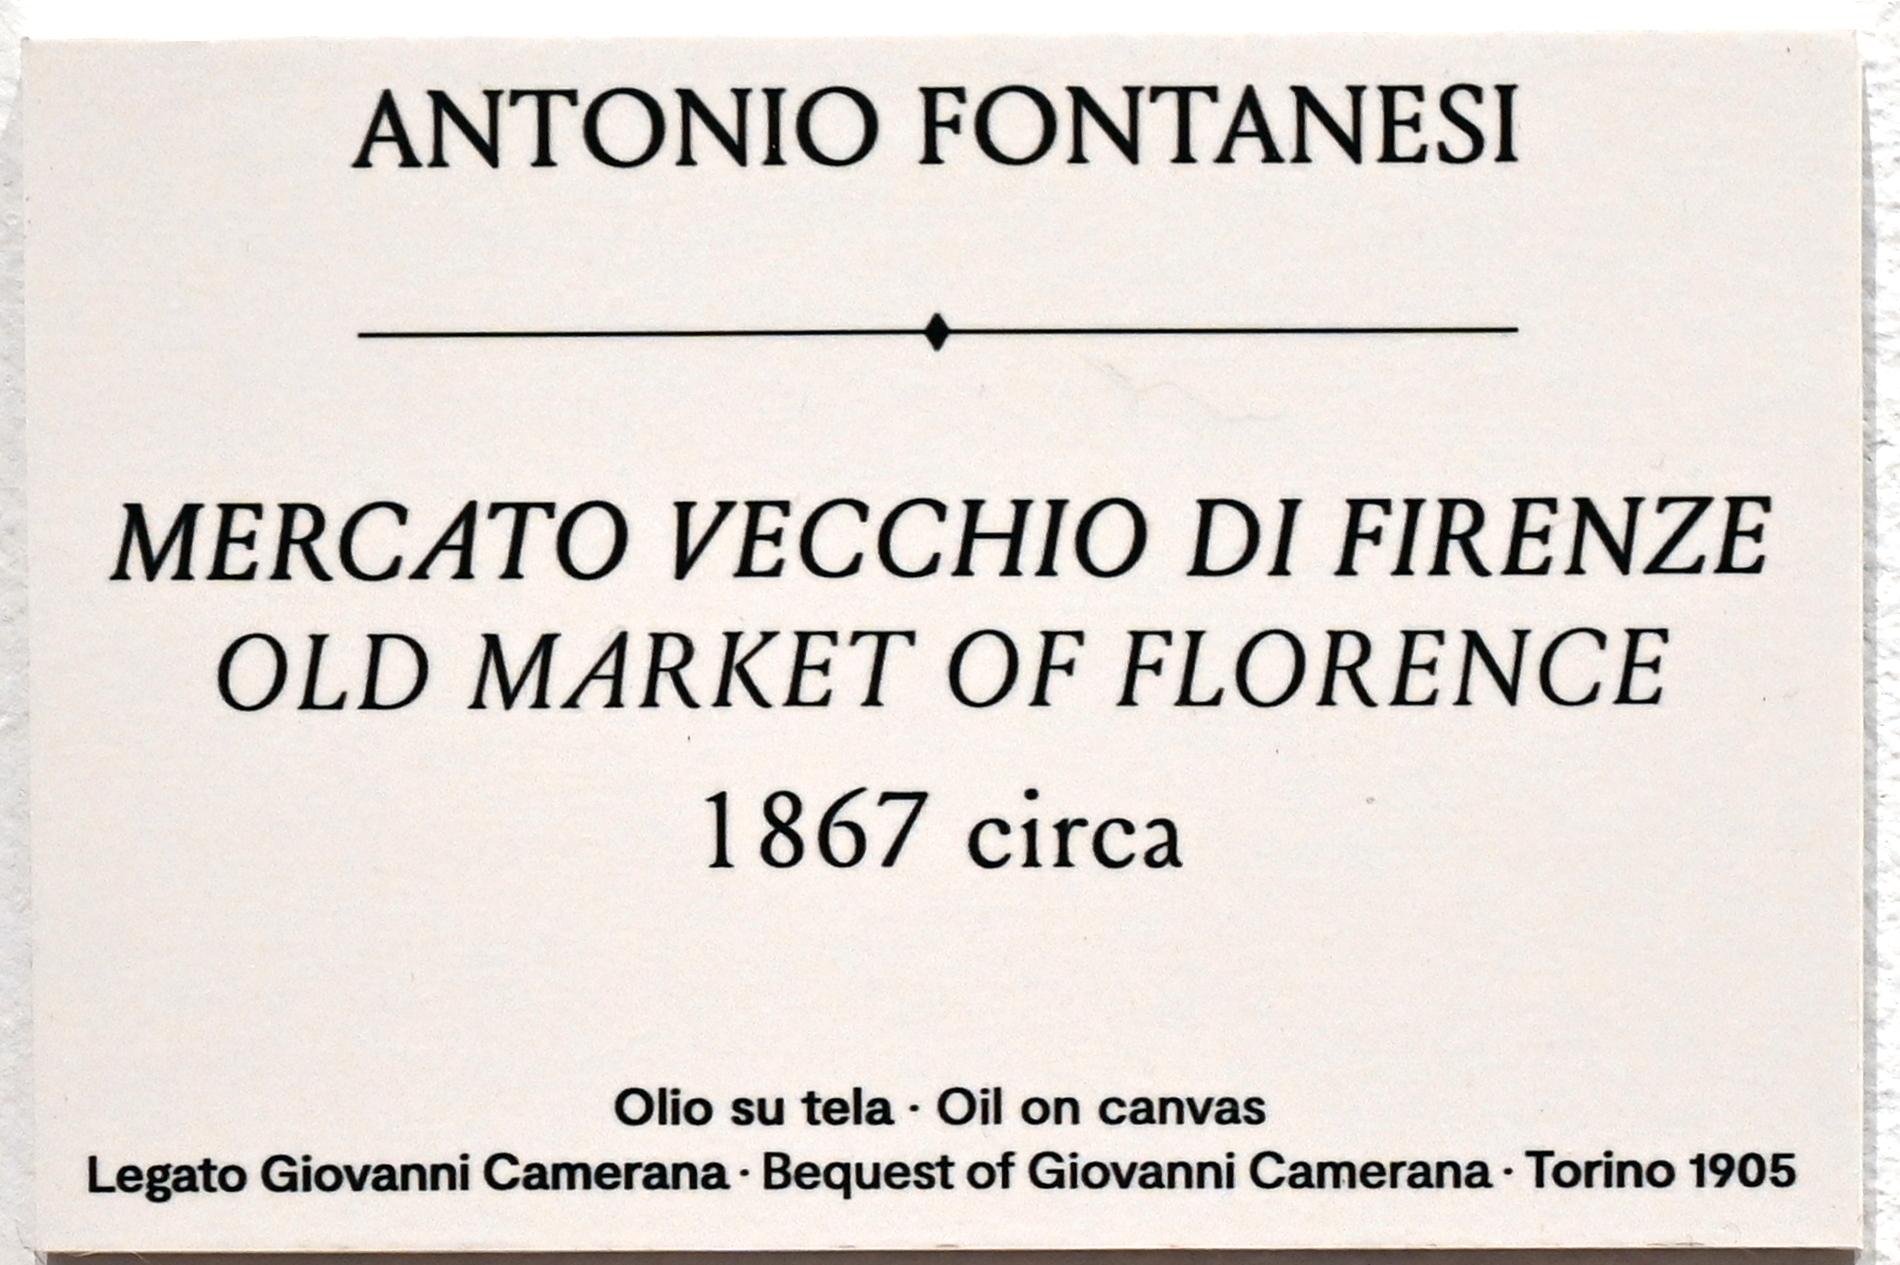 ANTONIO FONTANESI
MERCATO VECCHIO DI FIRENZE
OLD MARKET OF FLORENCE
1867 circa
Olio su tela · Oil on canvas
Legato Giovanni Camerana · Bequest of Giovanni Camerana · Torino 1905